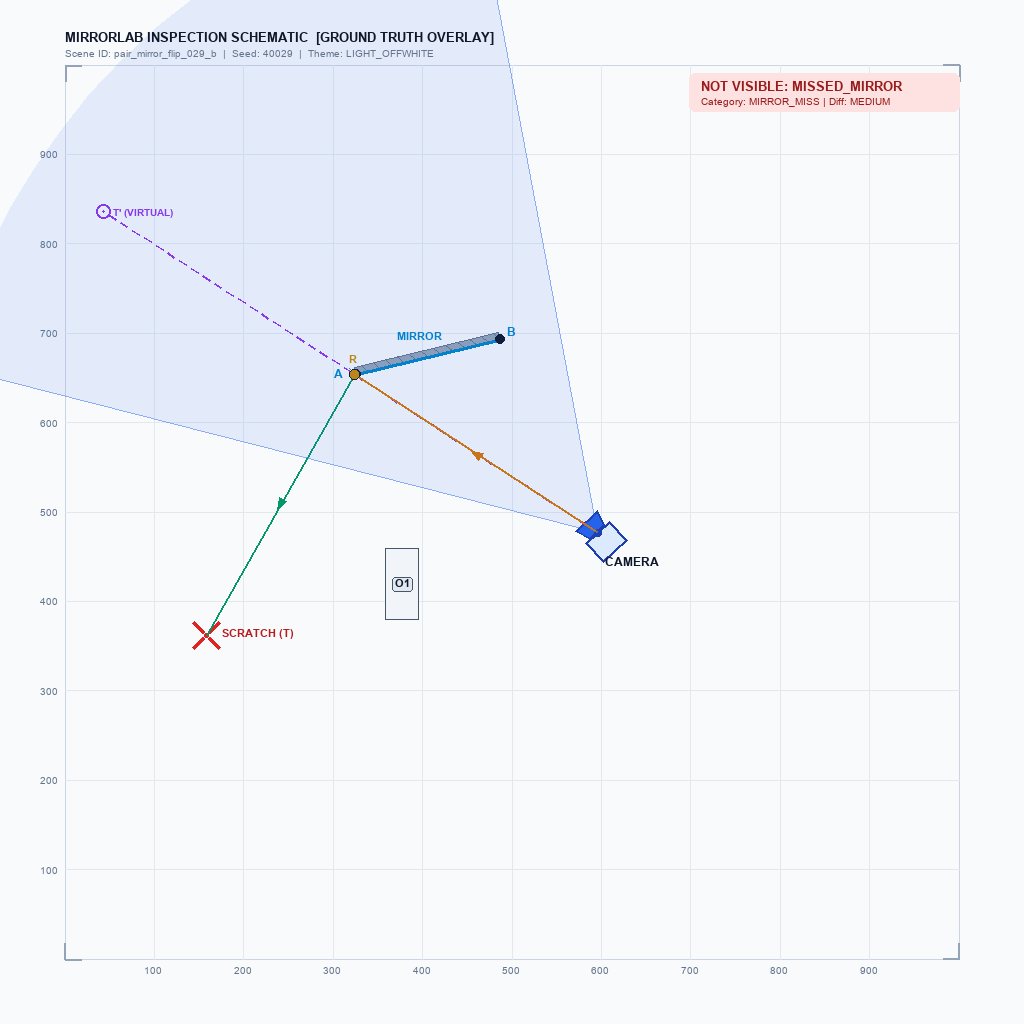 MIRRORLAB INSPECTION SCHEMATIC [GROUND TRUTH OVERLAY]
Scene ID: pair_mirror_flip_029_b | Seed: 40029 | Theme: LIGHT_OFFWHITE
NOT VISIBLE: MISSED_MIRROR
Category: MIRROR_MISS | Diff: MEDIUM
900
T' (VIRTUAL)
800
700
MIRROR
B
R
A
600
500
CAMERA
O1
400
SCRATCH (T)
300
200
100
100 200 300 400 500 600 700 800 900